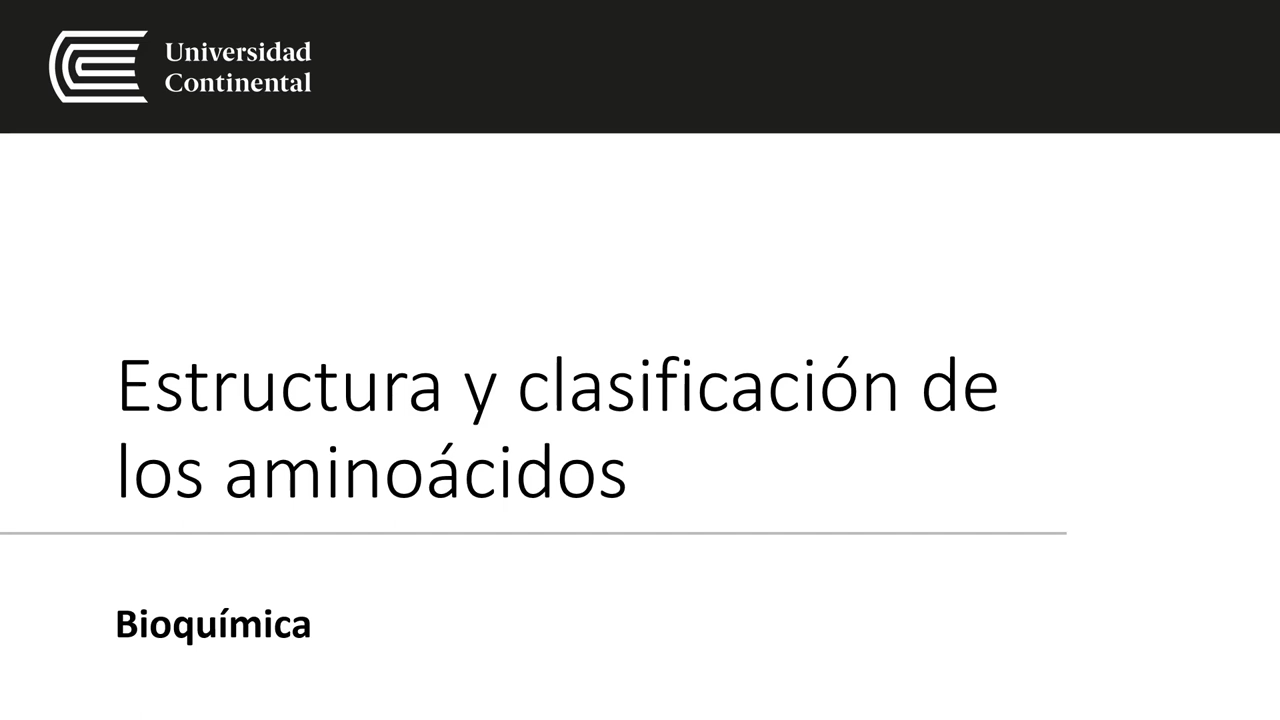 Universidad
Continental
Estructura y clasificación de
los aminoácidos
Bioquímica